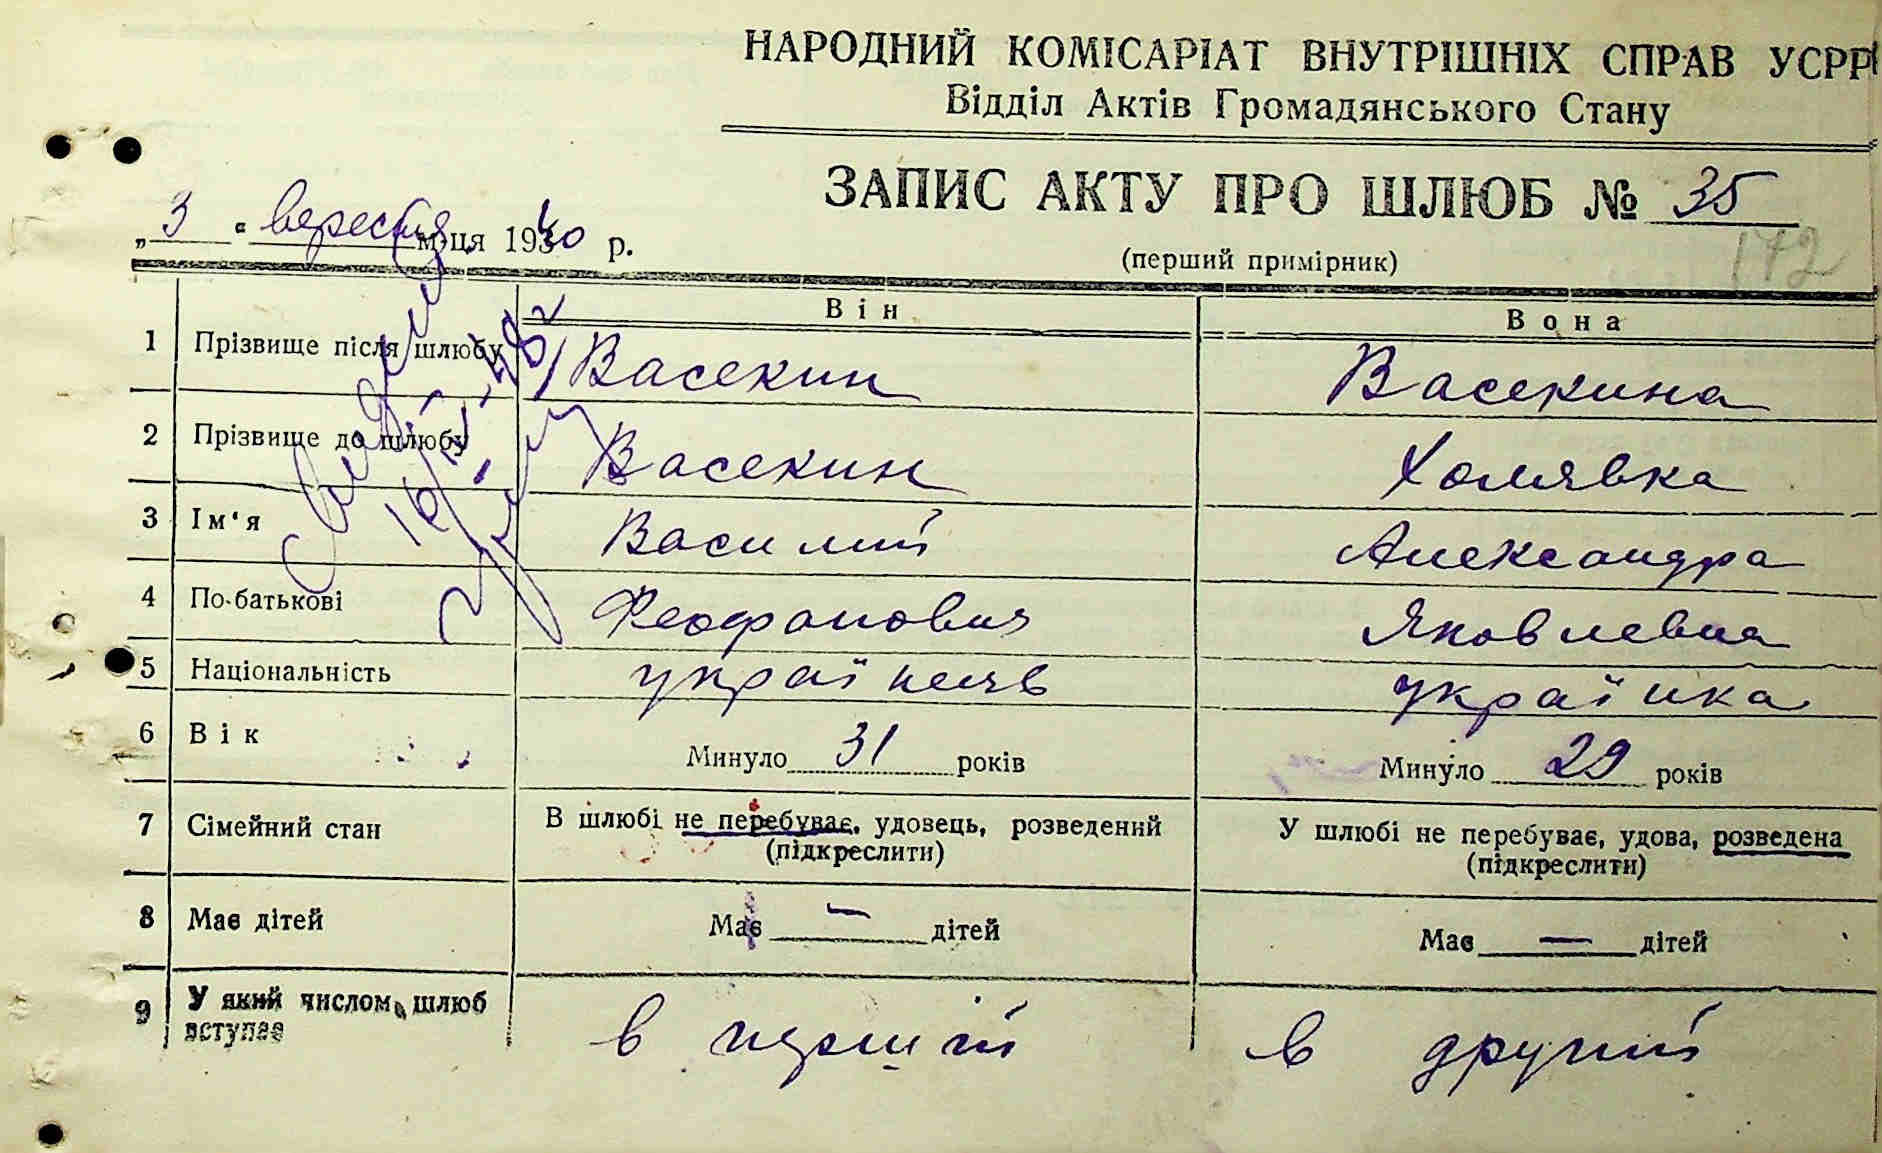 НАРОДНИЙ КОМІСАРІАТ ВНУТРІШНІХ СПРАВ УСРР
Відділ Актів Громадянського Стану
ЗАПИС АКТУ ПРО ШЛЮБ № 35
„3“ вересня м-ця 1940 р.
(перший примірник)
172
Він Вона
1 Прізвище після шлюбу Васекин Васекина
2 Прізвище до шлюбу Васекин Холявка
3 Ім'я Василий Александра
4 По-батькові Феофанович Яковлевна
5 Національність українець українка
6 Вік Минуло 31 років Минуло 29 років
7 Сімейний стан В шлюбі не перебуває, удовець, розведений У шлюбі не перебуває, удова, розведена
(підкреслити) (підкреслити)
8 Має дітей Має — дітей Має — дітей
9 У який числом шлюб вступає в перший в другий